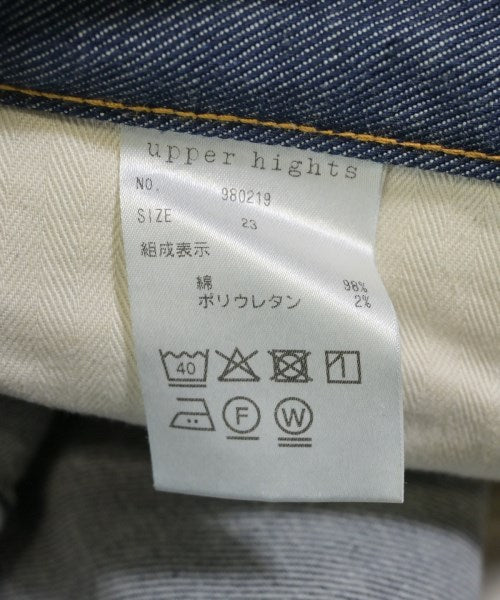 upper hights
NO. 980219
SIZE 23
組成表示
綿 98%
ポリウレタン 2%
40
F W